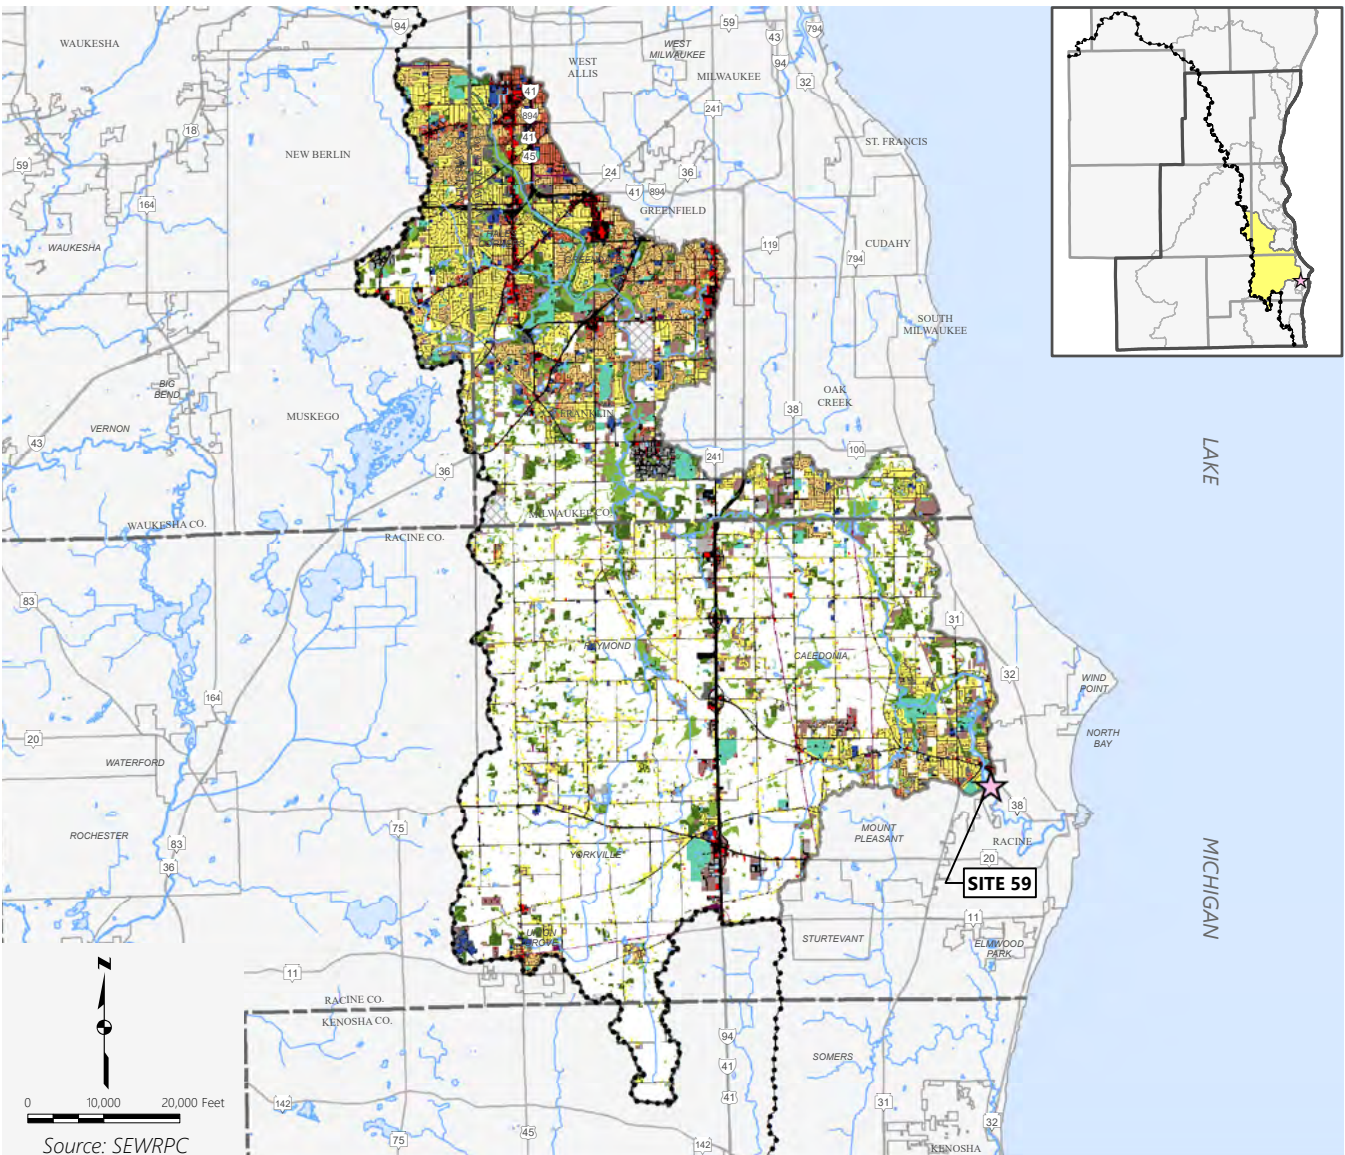 94
59
43
794
WAUKESHA
WEST
MILWAUKEE
WEST
ALLIS
94
MILWAUKEE
32
41
241
894
18
41
ST. FRANCIS
NEW BERLIN
45
59
24
36
41
894
164
GREENFIELD
WAUKESHA
119
CUDAHY
794
SOUTH
MILWAUKEE
BIG
BEND
OAK
CREEK
MUSKEGO
38
FRANKLIN
VERNON
43
100
241
LAKE
36
MILWAUKEE CO.
WAUKESHA CO.
RACINE CO.
83
31
RAYMOND
CALEDONIA
32
WIND
POINT
164
20
NORTH
BAY
WATERFORD
38
75
MOUNT
PLEASANT
ROCHESTER
83
RACINE
YORKVILLE
20
36
SITE 59
MICHIGAN
11
UNION
GROVE
STURTEVANT
ELMWOOD
PARK
N
11
RACINE CO.
KENOSHA CO.
94
SOMERS
41
0 10,000 20,000 Feet
142
41
31
32
45
75
142
Source: SEWRPC
KENOSHA